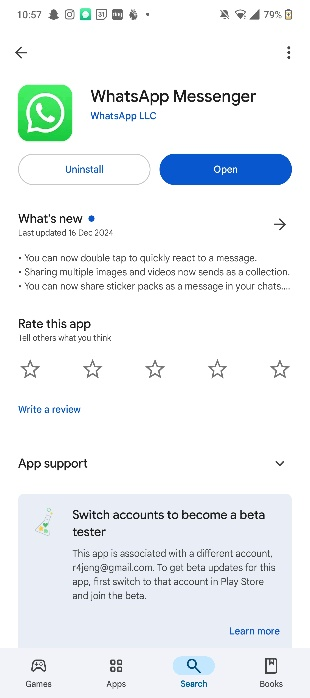 10:57
31
79%
WhatsApp Messenger
WhatsApp LLC
Uninstall
Open
What's new
Last updated 16 Dec 2024
• You can now double tap to quickly react to a message.
• Sharing multiple images and videos now sends as a collection.
• You can now share sticker packs as a message in your chats....
Rate this app
Tell others what you think
Write a review
App support
Switch accounts to become a beta
tester
This app is associated with a different account,
r4jeng@gmail.com. To get beta updates for this
app, first switch to that account in Play Store
and join the beta.
Learn more
Games
Apps
Search
Books